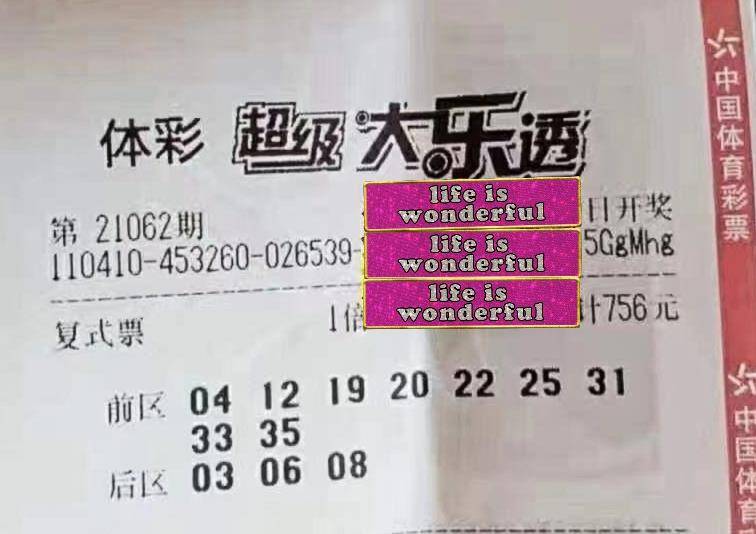 体彩 超级大乐透
第 21062期 日开奖
110410-453260-026539- 5GgMhg
life is
wonderful
life is
wonderful
life is
wonderful
复式票 1倍 计756元
前区 04 12 19 20 22 25 31
33 35
后区 03 06 08
中国体育彩票
中国体育